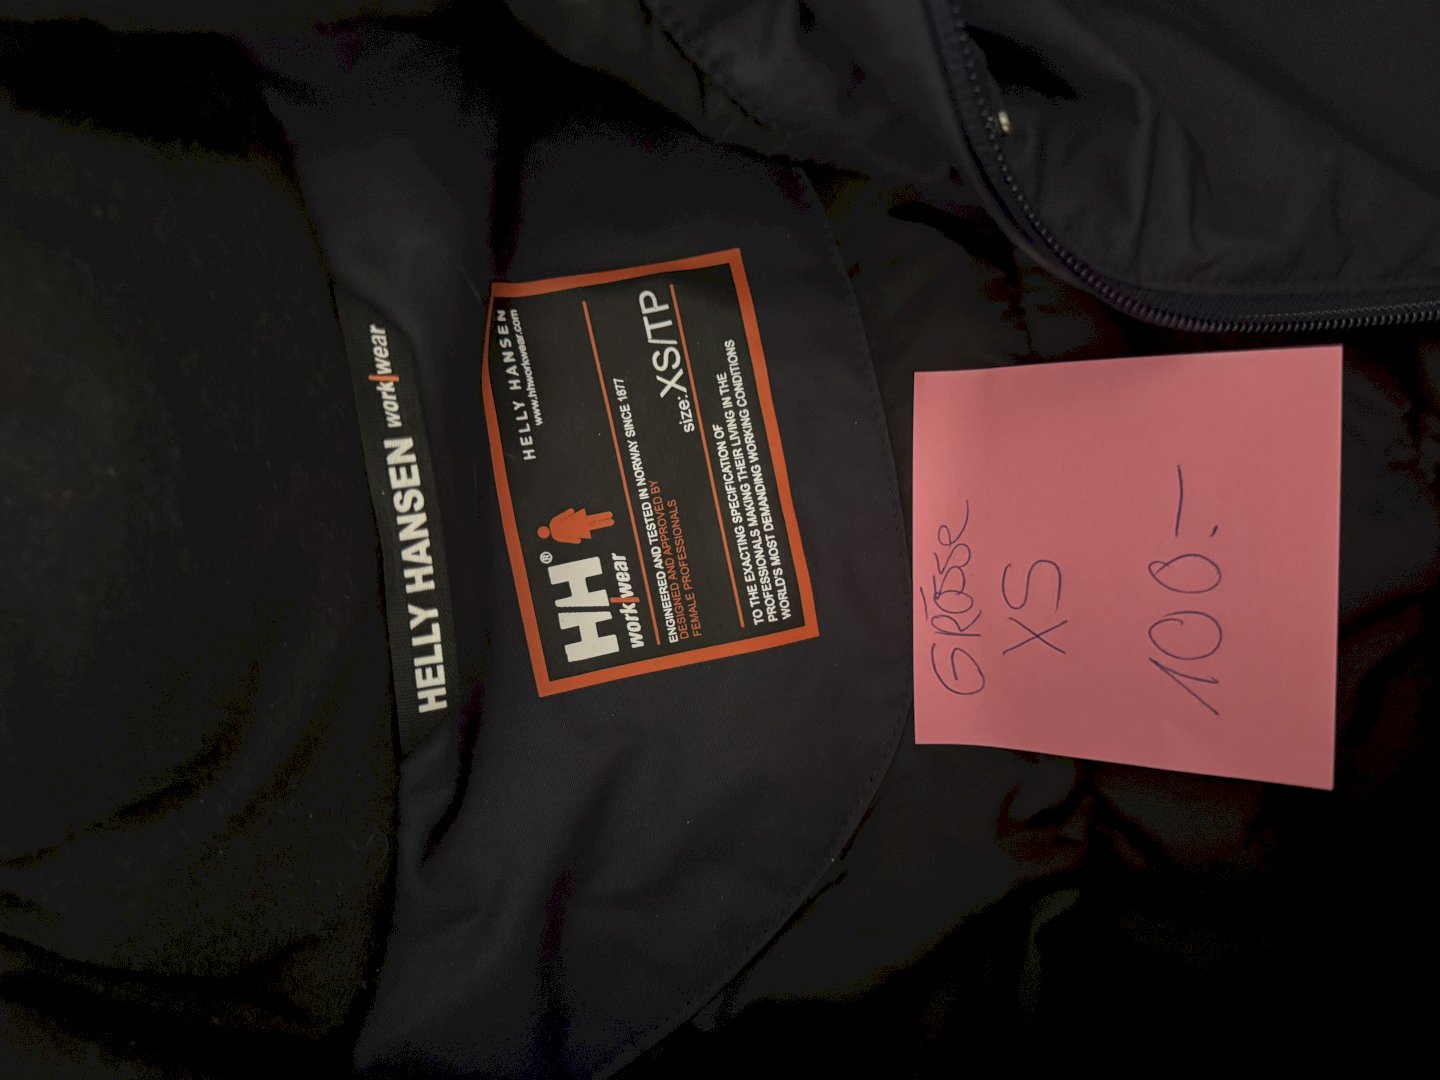 HELLY HANSEN work|wear
HELLY HANSEN
www.hhworkwear.com
HH®
work|wear
ENGINEERED AND TESTED IN NORWAY SINCE 1877
DESIGNED AND APPROVED BY
FEMALE PROFESSIONALS
size: XS/TP
TO THE EXACTING SPECIFICATION OF
PROFESSIONALS MAKING THEIR LIVING IN THE
WORLD'S MOST DEMANDING WORKING CONDITIONS
GRÖSSE
XS
100.-